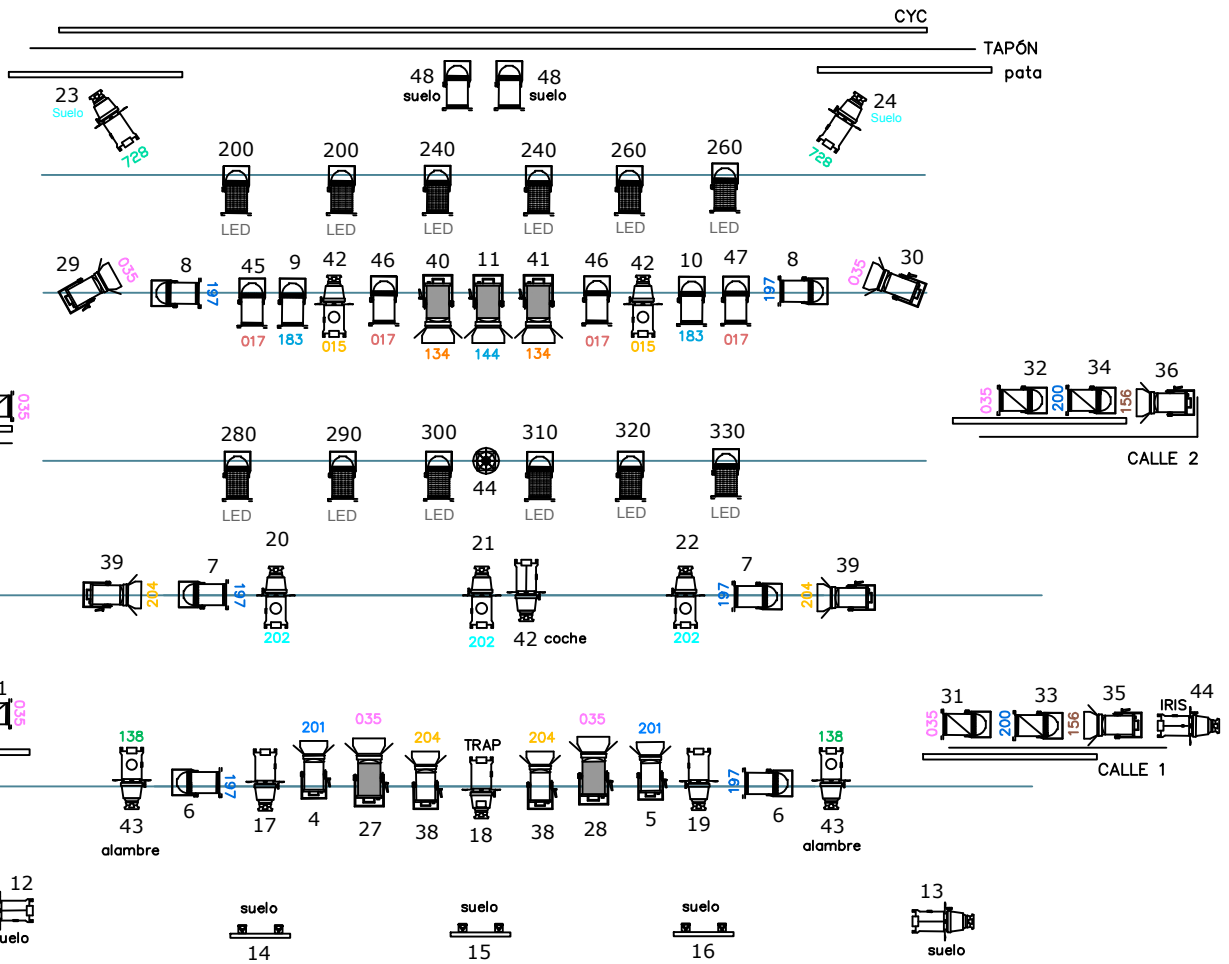 CYC
TAPÓN
pata
48 48
suelo suelo
23 24
Suelo Suelo
728 728
200 200 240 240 260 260
LED LED LED LED LED LED
29 8 45 9 42 46 40 11 41 46 42 10 47 8 30
035 197 197 035
017 183 015 017 134 144 134 017 015 183 017
32 34 36
035 035 200 156
CALLE 2
280 290 300 310 320 330
44
LED LED LED LED LED LED
20 21 22
39 7 7 39
204 197 197 204
202 202 42 coche 202
1 31 33 35 44
035 035 200 156 IRIS
CALLE 1
138 201 035 204 TRAP 204 035 201 138
197 197
43 6 17 4 27 38 18 38 28 5 19 6 43
alambre alambre
12 13
uelo suelo
suelo suelo suelo
14 15 16